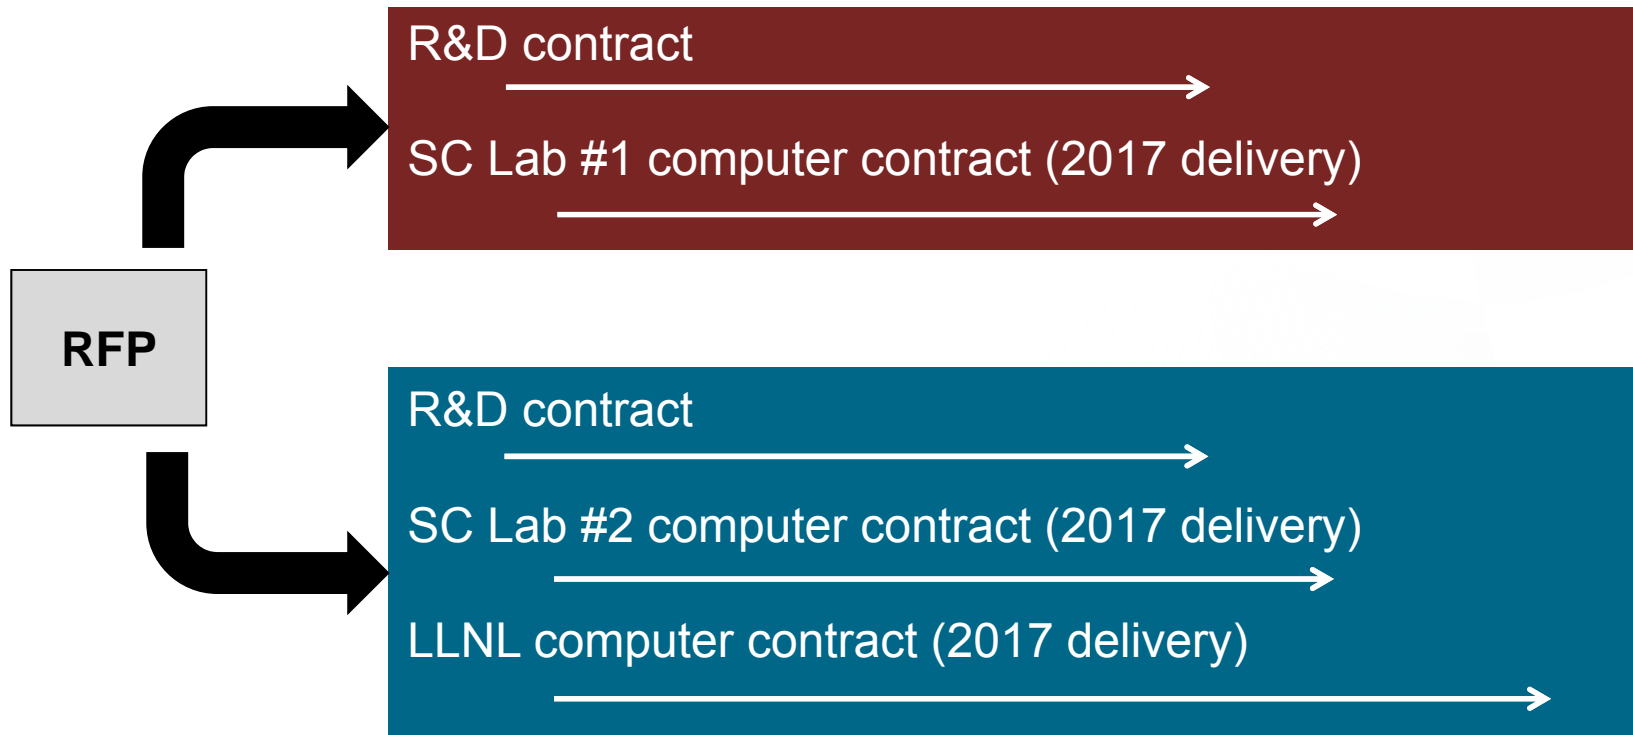 R&D contract
SC Lab #1 computer contract (2017 delivery)
RFP
R&D contract
SC Lab #2 computer contract (2017 delivery)
LLNL computer contract (2017 delivery)